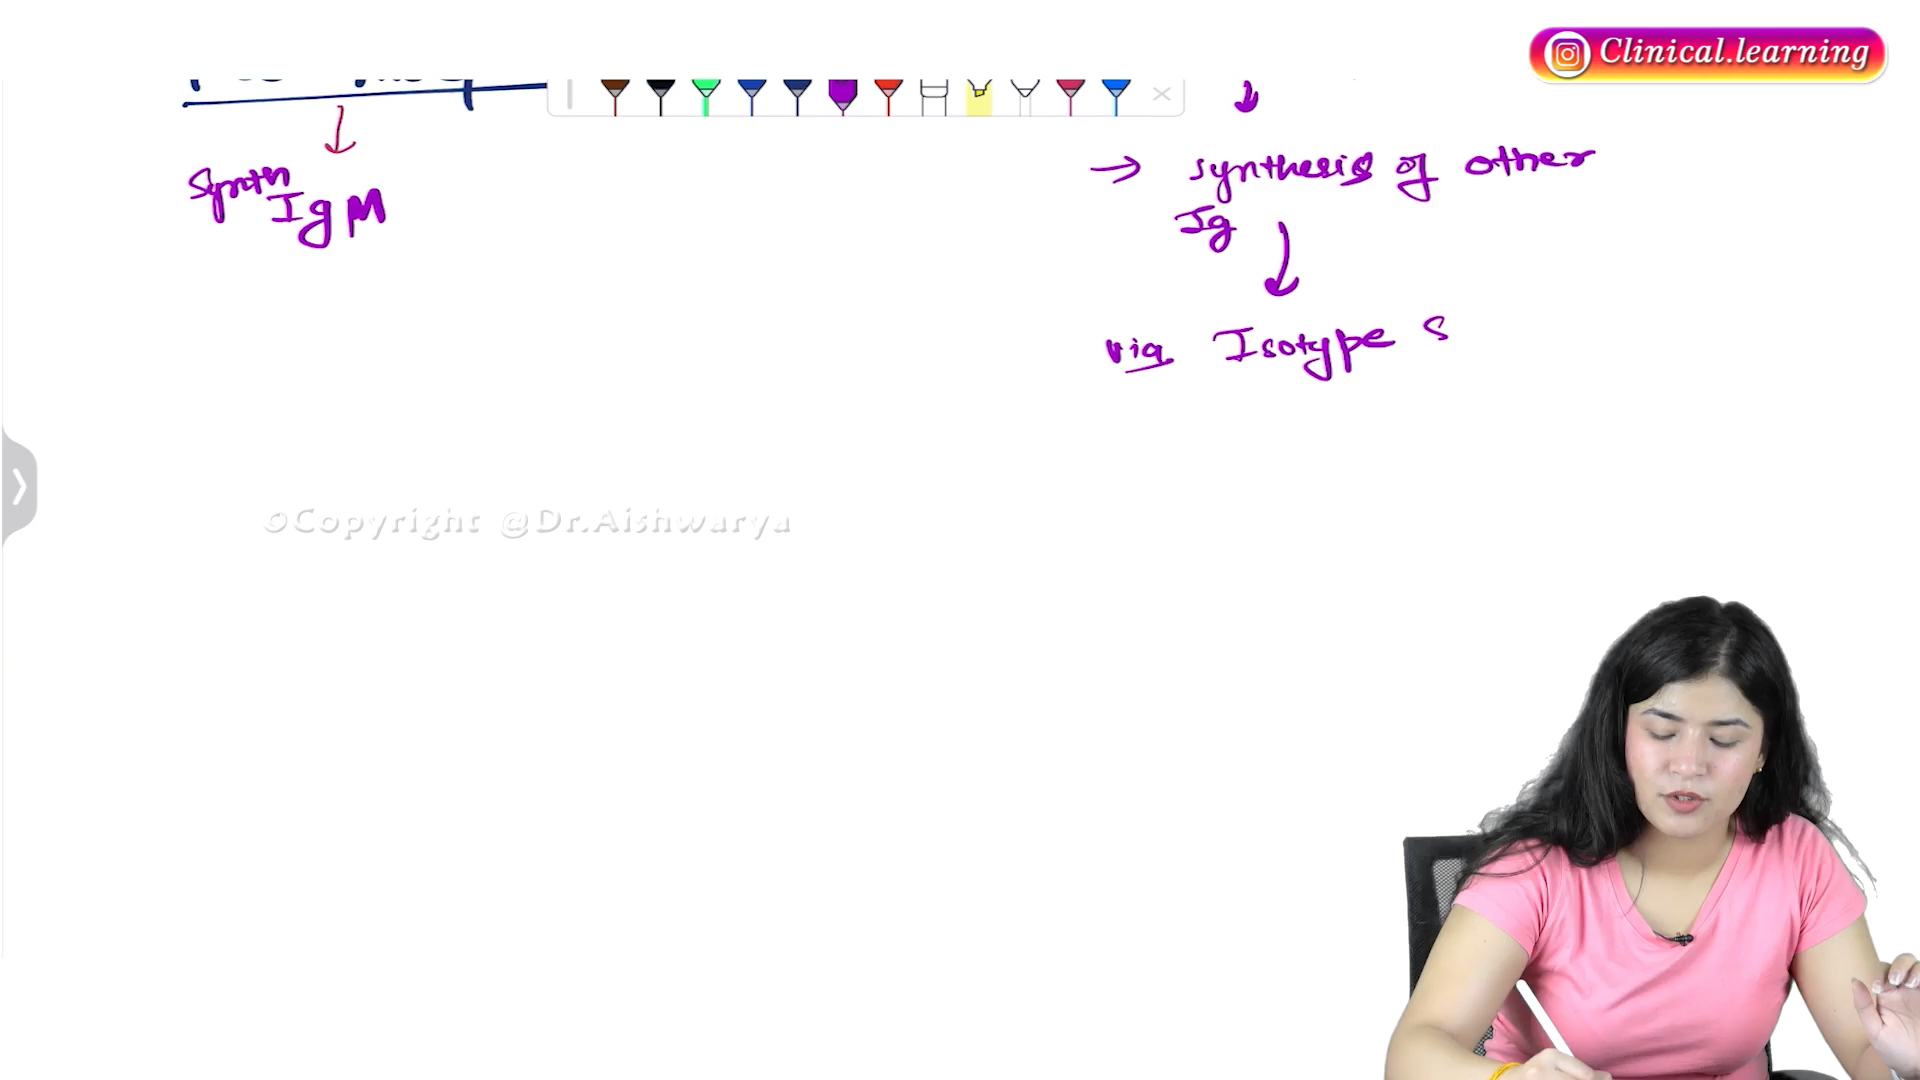 Clinical.learning
Synth
IgM
→ synthesis of other
Ig
via Isotype s
©Copyright @Dr.Aishwarya